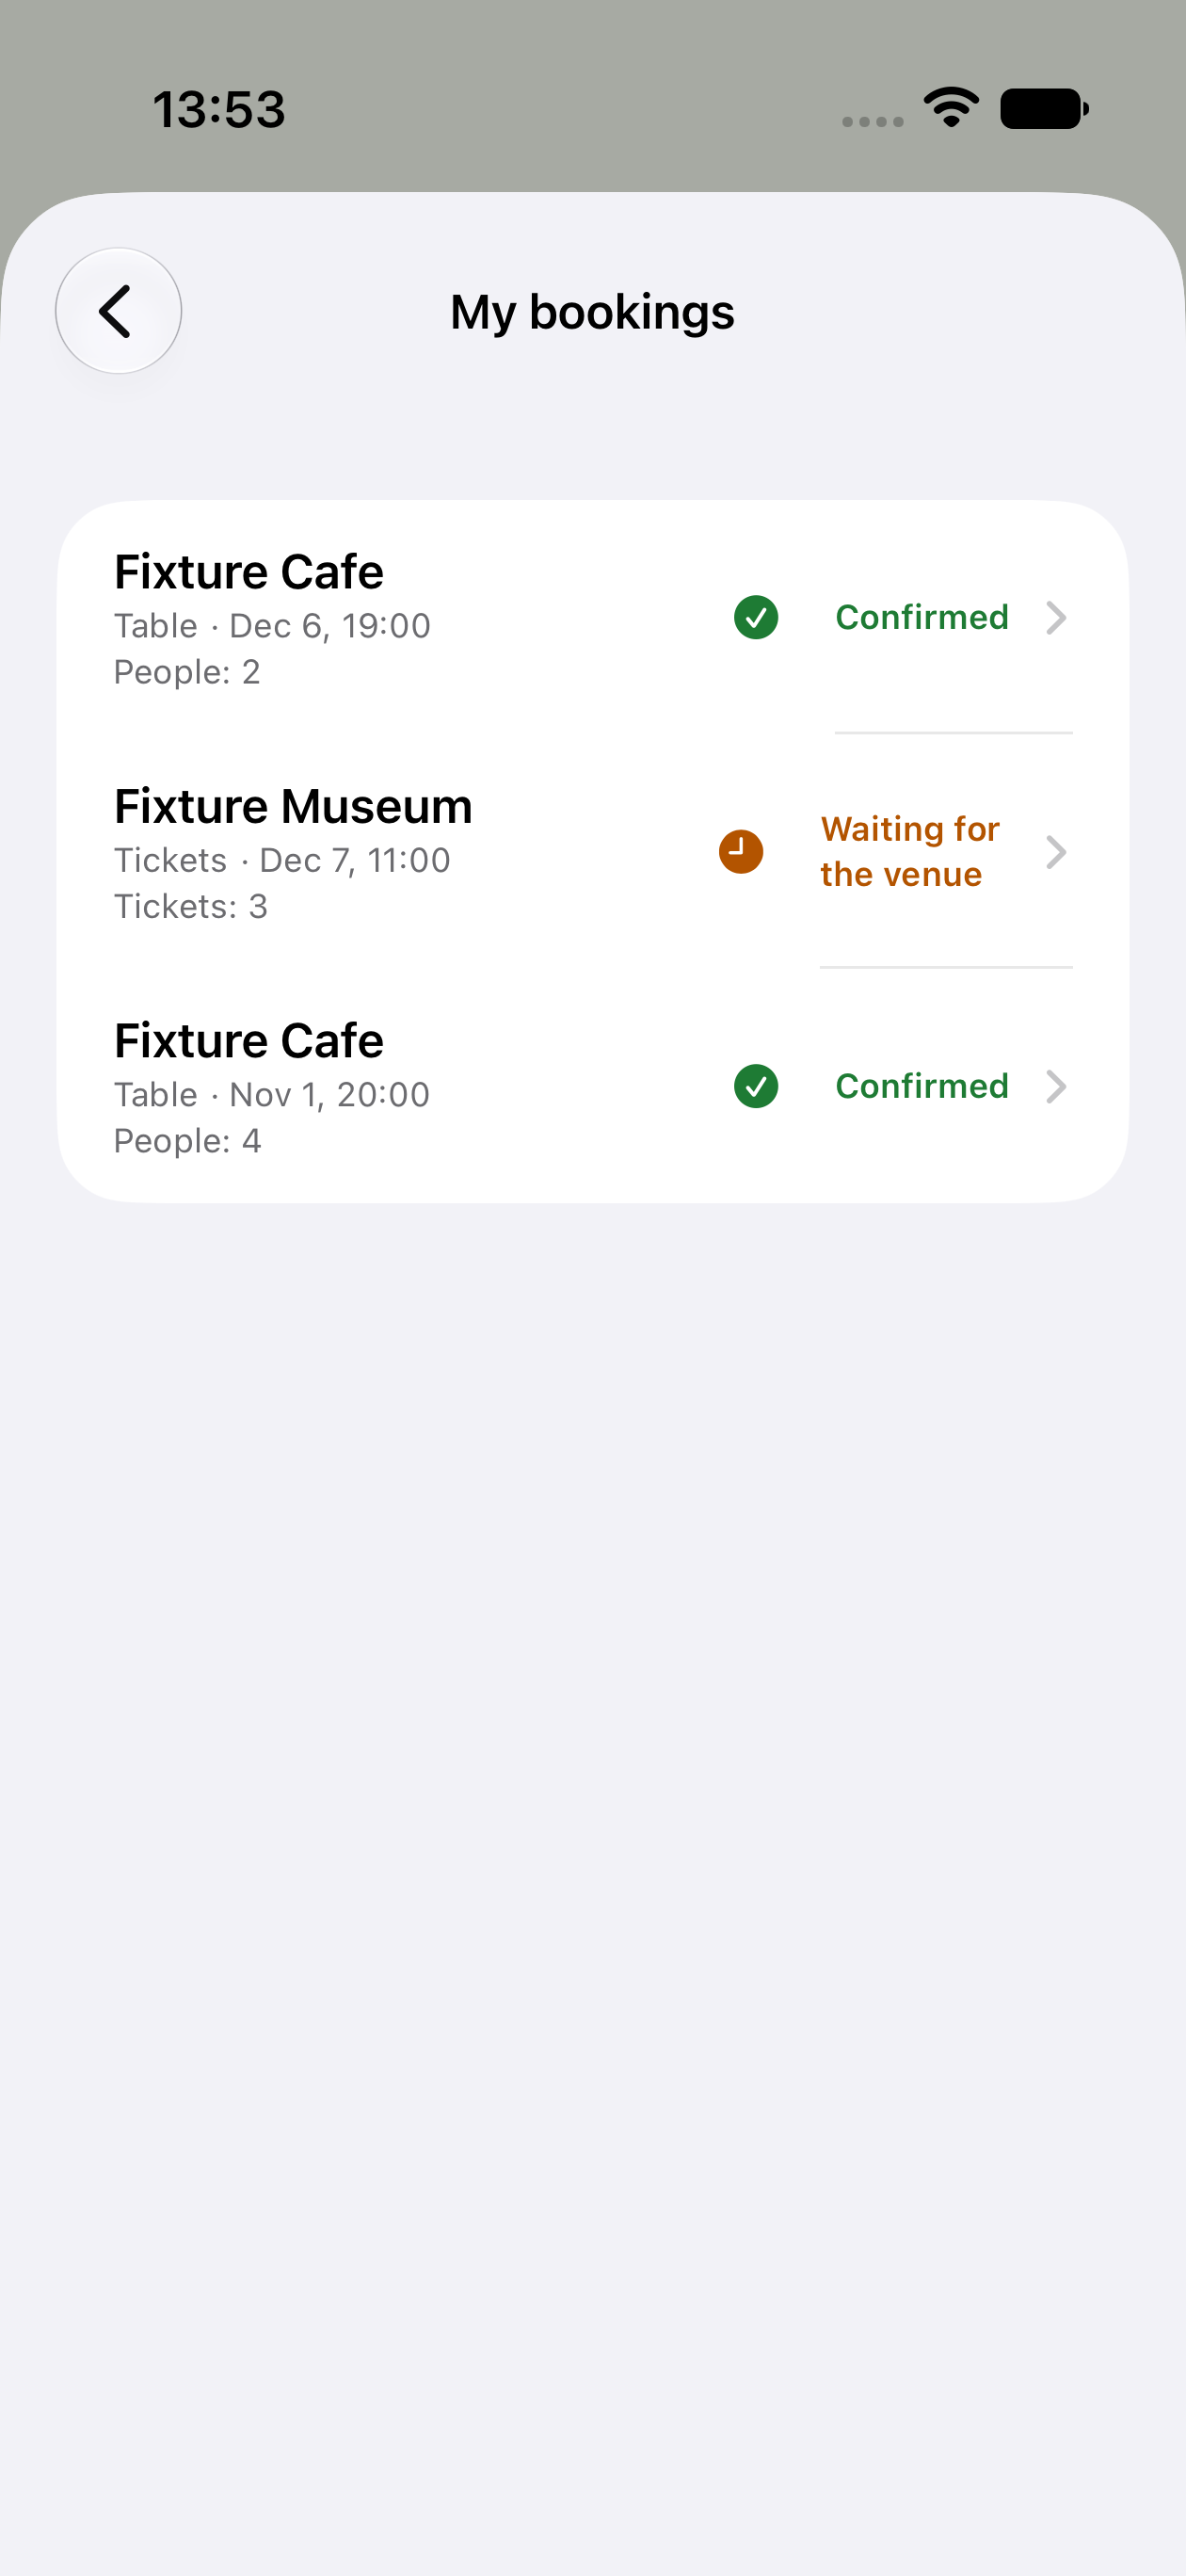 13:53
My bookings
Fixture Cafe
Table · Dec 6, 19:00
People: 2
Confirmed
Fixture Museum
Tickets · Dec 7, 11:00
Tickets: 3
Waiting for
the venue
Fixture Cafe
Table · Nov 1, 20:00
People: 4
Confirmed